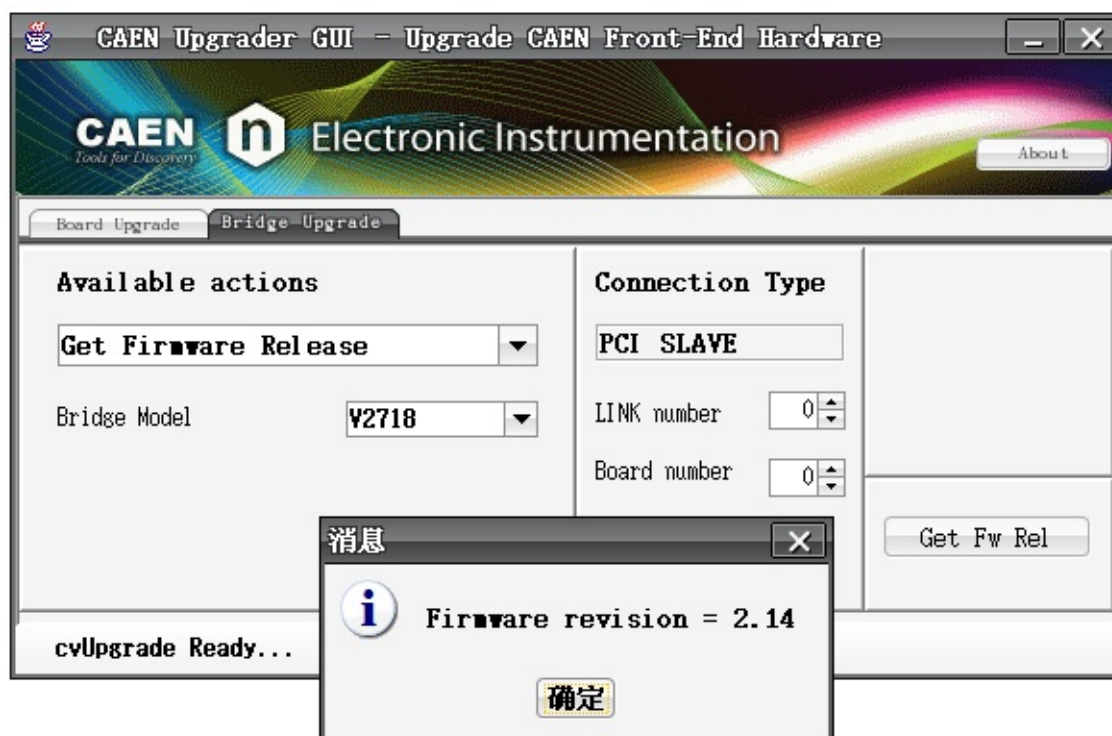 CAEN Upgrader GUI - Upgrade CAEN Front-End Hardware
CAEN n Electronic Instrumentation
Tools for Discovery
About
Board Upgrade Bridge Upgrade
Available actions
Get Firmware Release
Bridge Model V2718
Connection Type
PCI SLAVE
LINK number 0
Board number 0
Get Fw Rel
消息
i Firmware revision = 2.14
确定
cvUpgrade Ready...